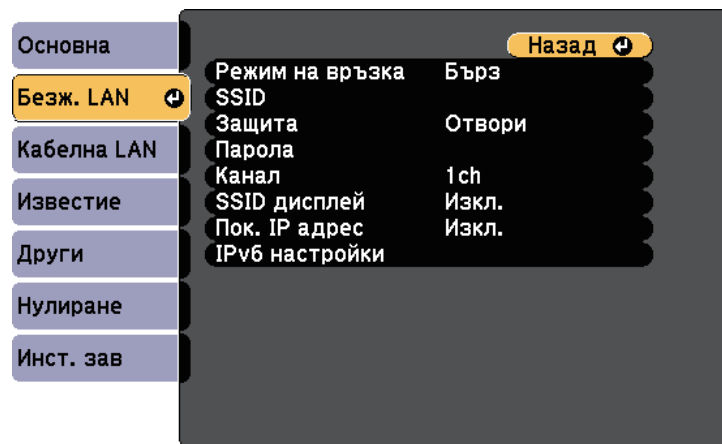 Основна
Безж. LAN
Кабелна LAN
Известие
Други
Нулиране
Инст. зав
Назад
Режим на връзка Бърз
SSID
Защита Отвори
Парола
Канал 1ch
SSID дисплей Изкл.
Пок. IP адрес Изкл.
IPv6 настройки